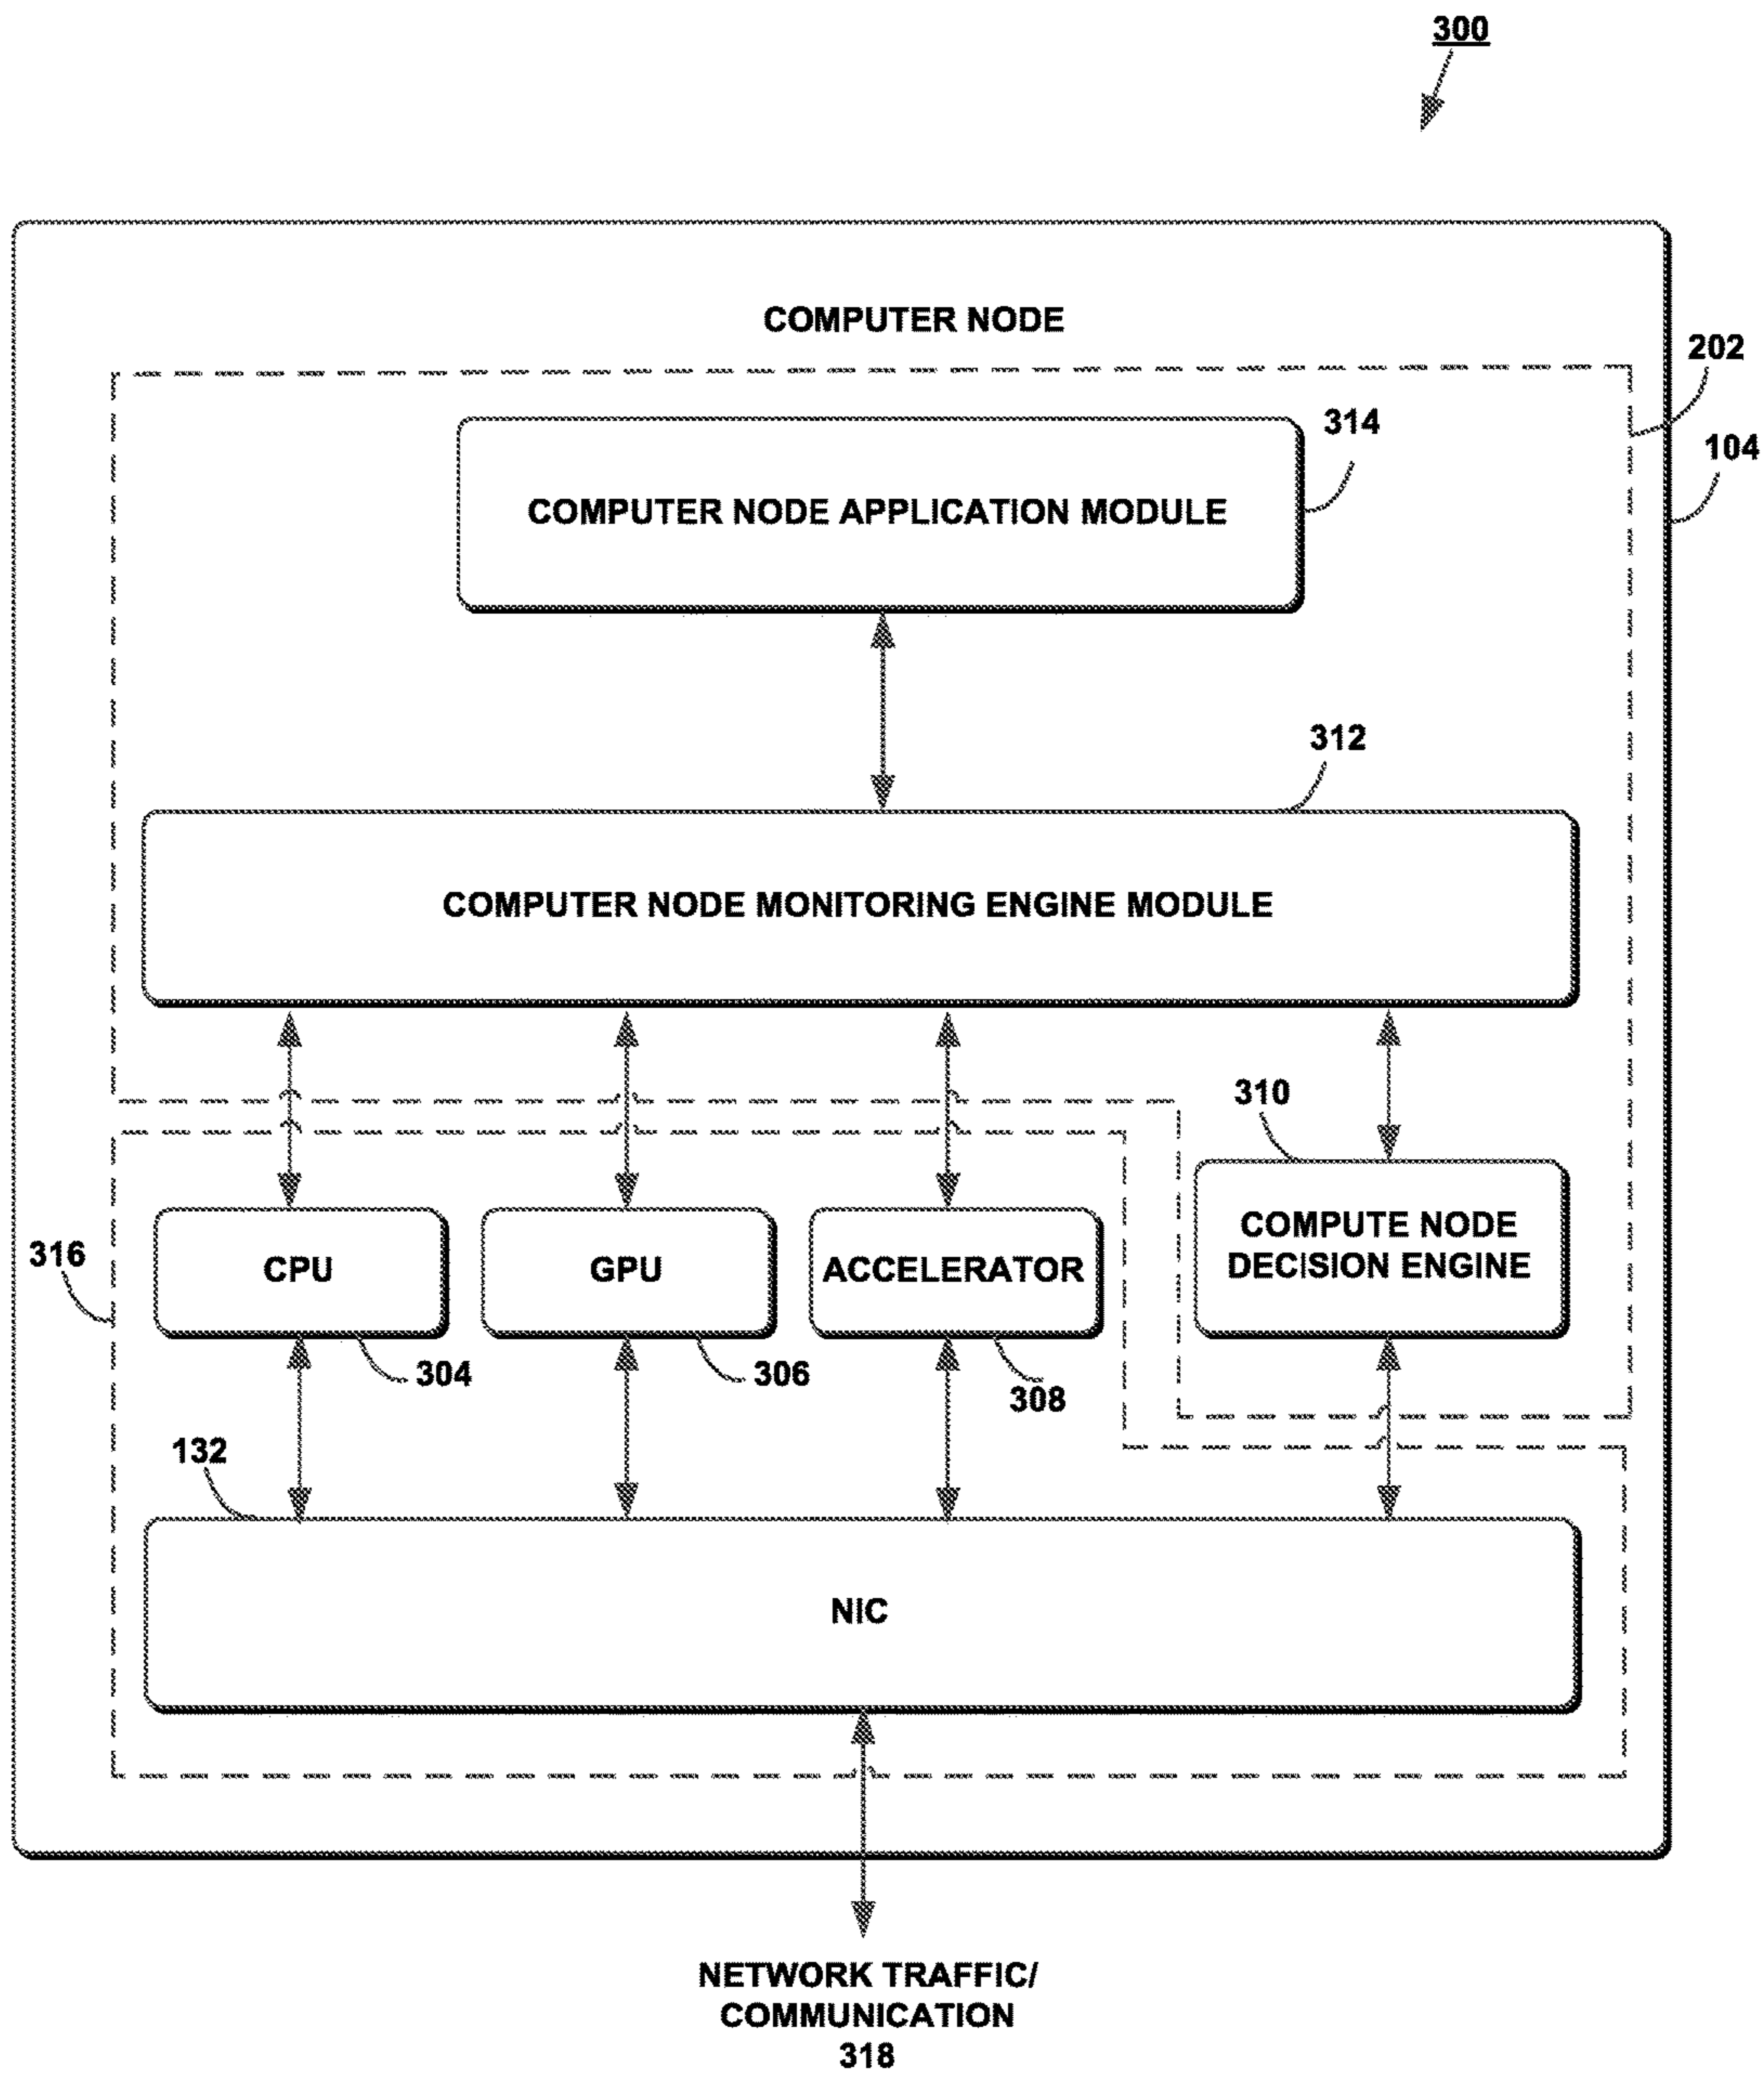 300
COMPUTER NODE
202
314
104
COMPUTER NODE APPLICATION MODULE
312
COMPUTER NODE MONITORING ENGINE MODULE
310
COMPUTE NODE
DECISION ENGINE
316
CPU
GPU
ACCELERATOR
304
306
308
132
NIC
NETWORK TRAFFIC/
COMMUNICATION
318